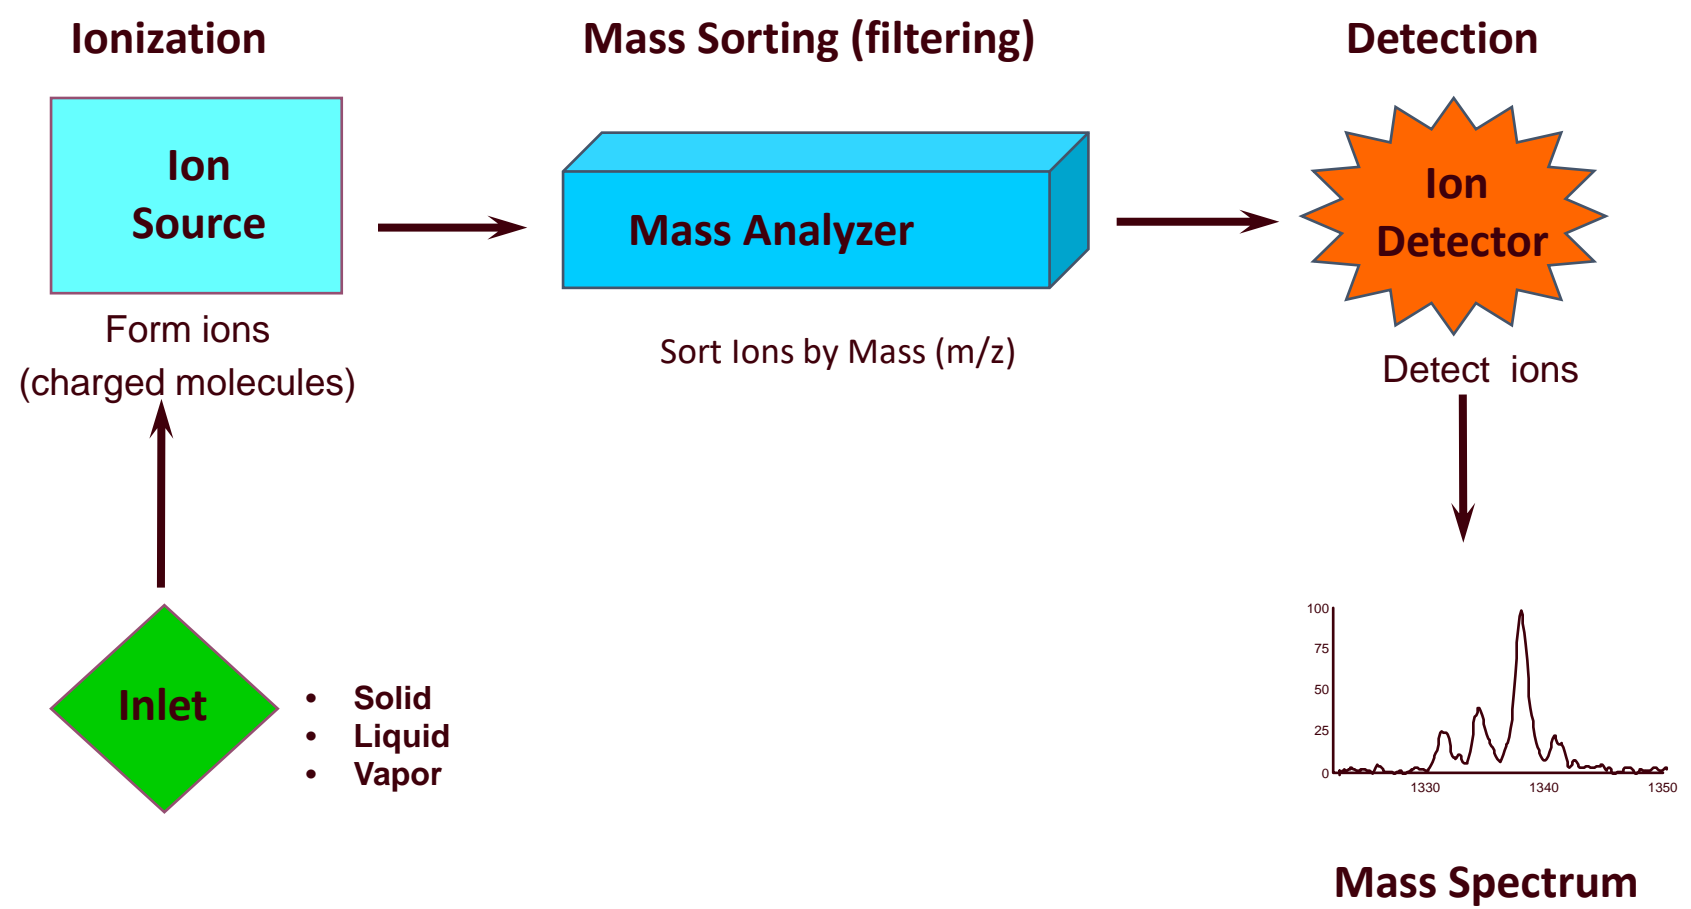 Ionization
Mass Sorting (filtering)
Detection
Ion
Source
Mass Analyzer
Ion
Detector
Form ions
(charged molecules)
Sort Ions by Mass (m/z)
Detect ions
Inlet
• Solid
• Liquid
• Vapor
100
75
50
25
0
1330
1340
1350
Mass Spectrum